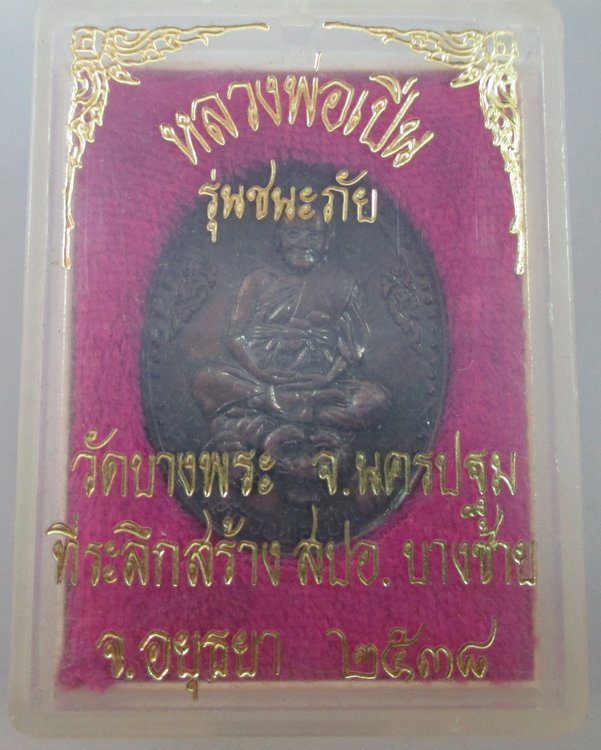 หลวงพ่อเปิ่น
รุ่นชนะภัย
วัดบางพระ จ.นครปฐม
ที่ระลึกสร้าง สปอ. บางซ้าย
จ.อยุธยา ๒๕๓๘